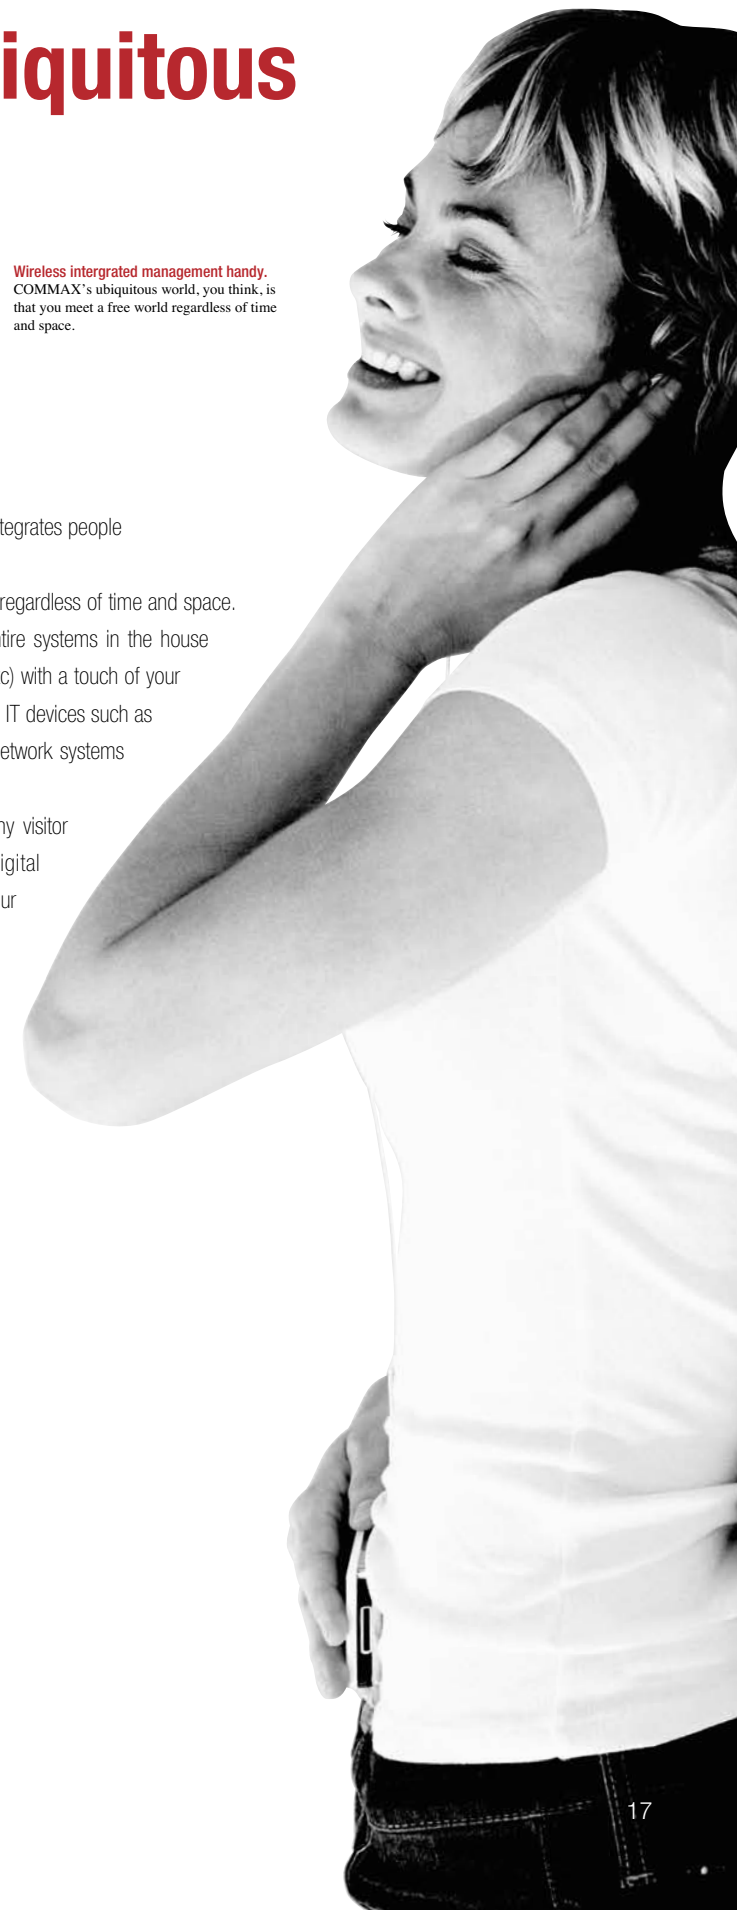 iquitous
Wireless intergrated management handy.
COMMAX's ubiquitous world, you think, is
that you meet a free world regardless of time
and space.
tegrates people
regardless of time and space.
tire systems in the house
c) with a touch of your
IT devices such as
etwork systems
ny visitor
igital
ur
17